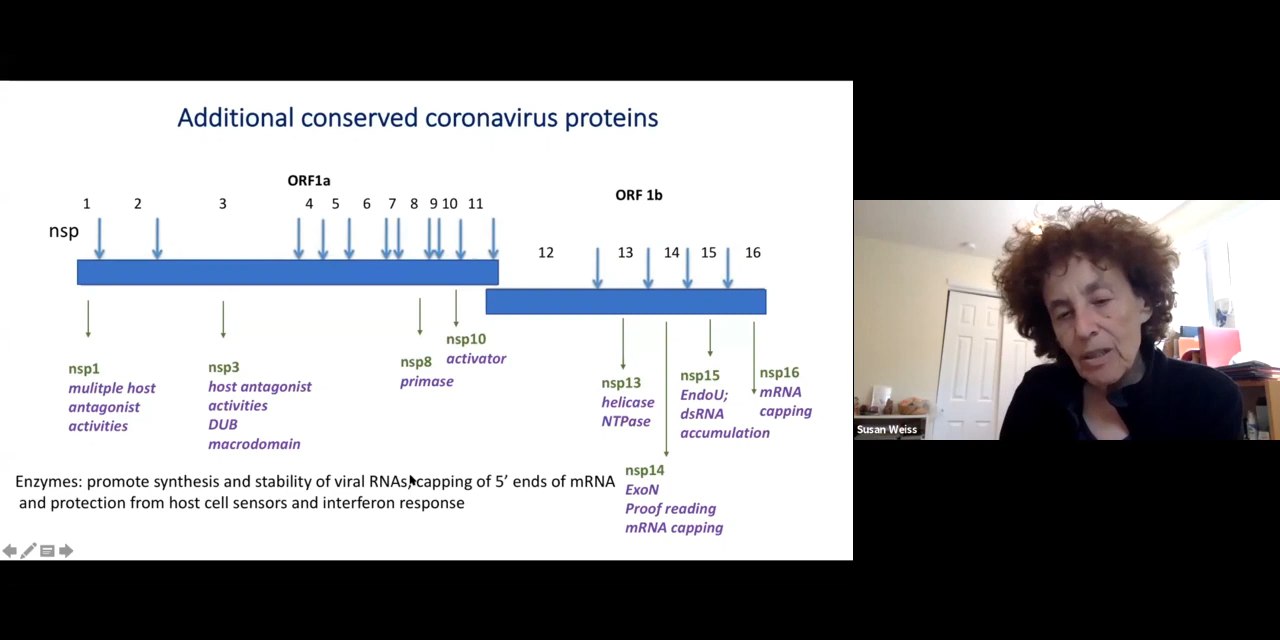 Additional conserved coronavirus proteins
ORF1a
ORF 1b
1 2 3 4 5 6 7 8 9 10 11
nsp
12 13 14 15 16
nsp1
mulitple host
antagonist
activities
nsp3
host antagonist
activities
DUB
macrodomain
nsp8
primase
nsp10
activator
nsp13
helicase
NTPase
nsp14
ExoN
Proof reading
mRNA capping
nsp15
EndoU;
dsRNA
accumulation
nsp16
mRNA
capping
Enzymes: promote synthesis and stability of viral RNAs, capping of 5’ ends of mRNA
and protection from host cell sensors and interferon response
Susan Weiss